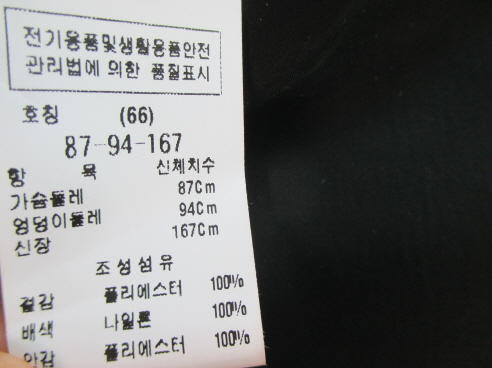 전기용품및생활용품안전
관리법에 의한 품질표시
호칭 (66)
87-94-167
항 목 신체치수
가슴둘레 87Cm
엉덩이둘레 94Cm
신장 167Cm
조성섬유
겉감 폴리에스터 100%
배색 나일론 100%
안감 폴리에스터 100%